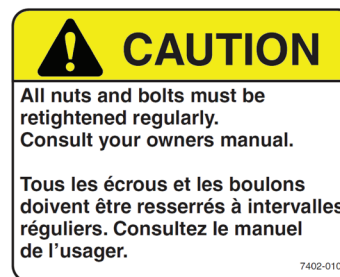 CAUTION
All nuts and bolts must be
retightened regularly.
Consult your owners manual.
Tous les écrous et les boulons
doivent être resserrés à intervalles
réguliers. Consultez le manuel
de l'usager.
7402-010